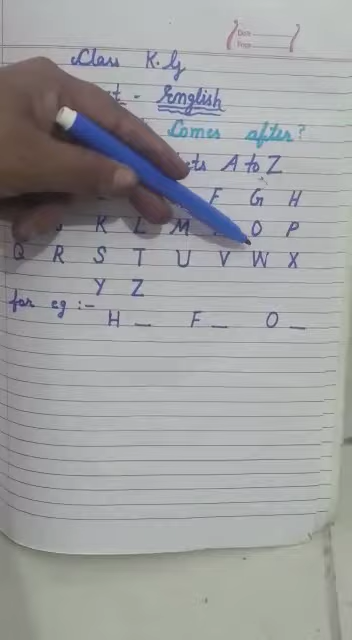 Date
Page
Class K.G
English
Comes after?
A to Z
F G H
K L M O P
Q R S T U V W X
Y Z
for eg :-
H _ F _ O _